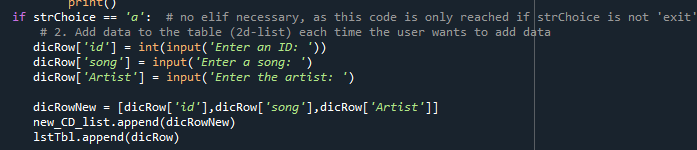 print()
if strChoice == 'a':  # no elif necessary, as this code is only reached if strChoice is not 'exit'
    # 2. Add data to the table (2d-list) each time the user wants to add data
    dicRow['id'] = int(input('Enter an ID: '))
    dicRow['song'] = input('Enter a song: ')
    dicRow['Artist'] = input('Enter the artist: ')
    dicRowNew = [dicRow['id'],dicRow['song'],dicRow['Artist']]
    new_CD_list.append(dicRowNew)
    lstTbl.append(dicRow)